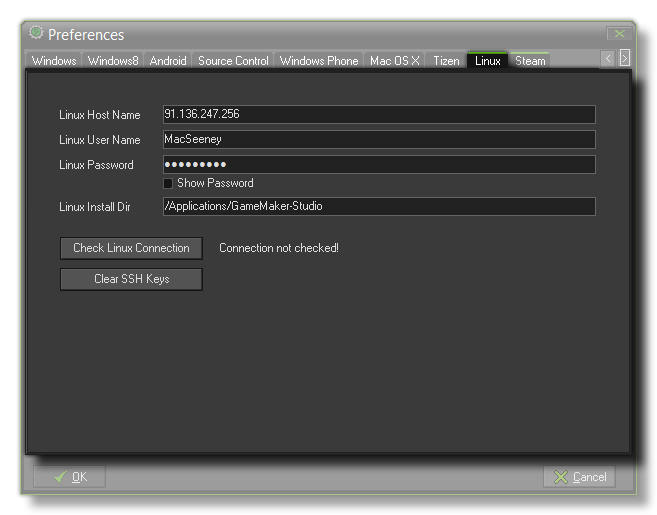 Preferences
Windows Windows8 Android Source Control Windows Phone Mac OS X Tizen Linux Steam
Linux Host Name 91.136.247.256
Linux User Name MacSeeney
Linux Password ●●●●●●●●●
Show Password
Linux Install Dir /Applications/GameMaker-Studio
Check Linux Connection Connection not checked!
Clear SSH Keys
OK Cancel